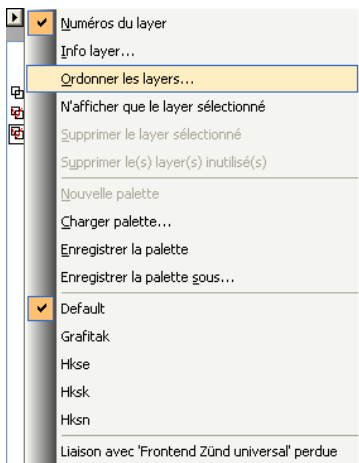 Numéros du layer
Info layer...
Ordonner les layers...
N'afficher que le layer sélectionné
Supprimer le layer sélectionné
Supprimer le(s) layer(s) inutilisé(s)
Nouvelle palette
Charger palette...
Enregistrer la palette
Enregistrer la palette sous...
Default
Grafitak
Hkse
Hksk
Hksn
Liaison avec 'Frontend Zünd universal' perdue